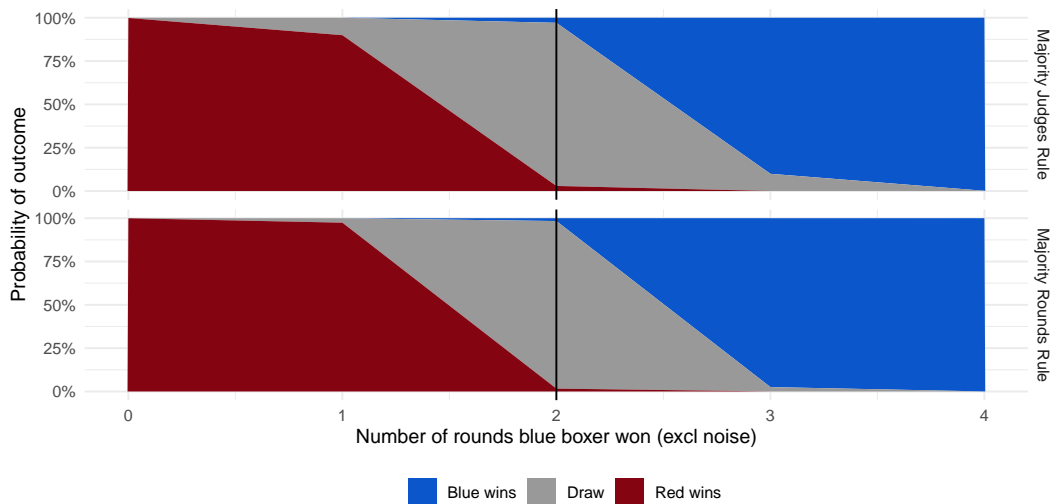 Probability of outcome
100%
75%
50%
25%
0%
Majority Judges Rule
100%
75%
50%
25%
0%
Majority Rounds Rule
0 1 2 3 4
Number of rounds blue boxer won (excl noise)
Blue wins Draw Red wins